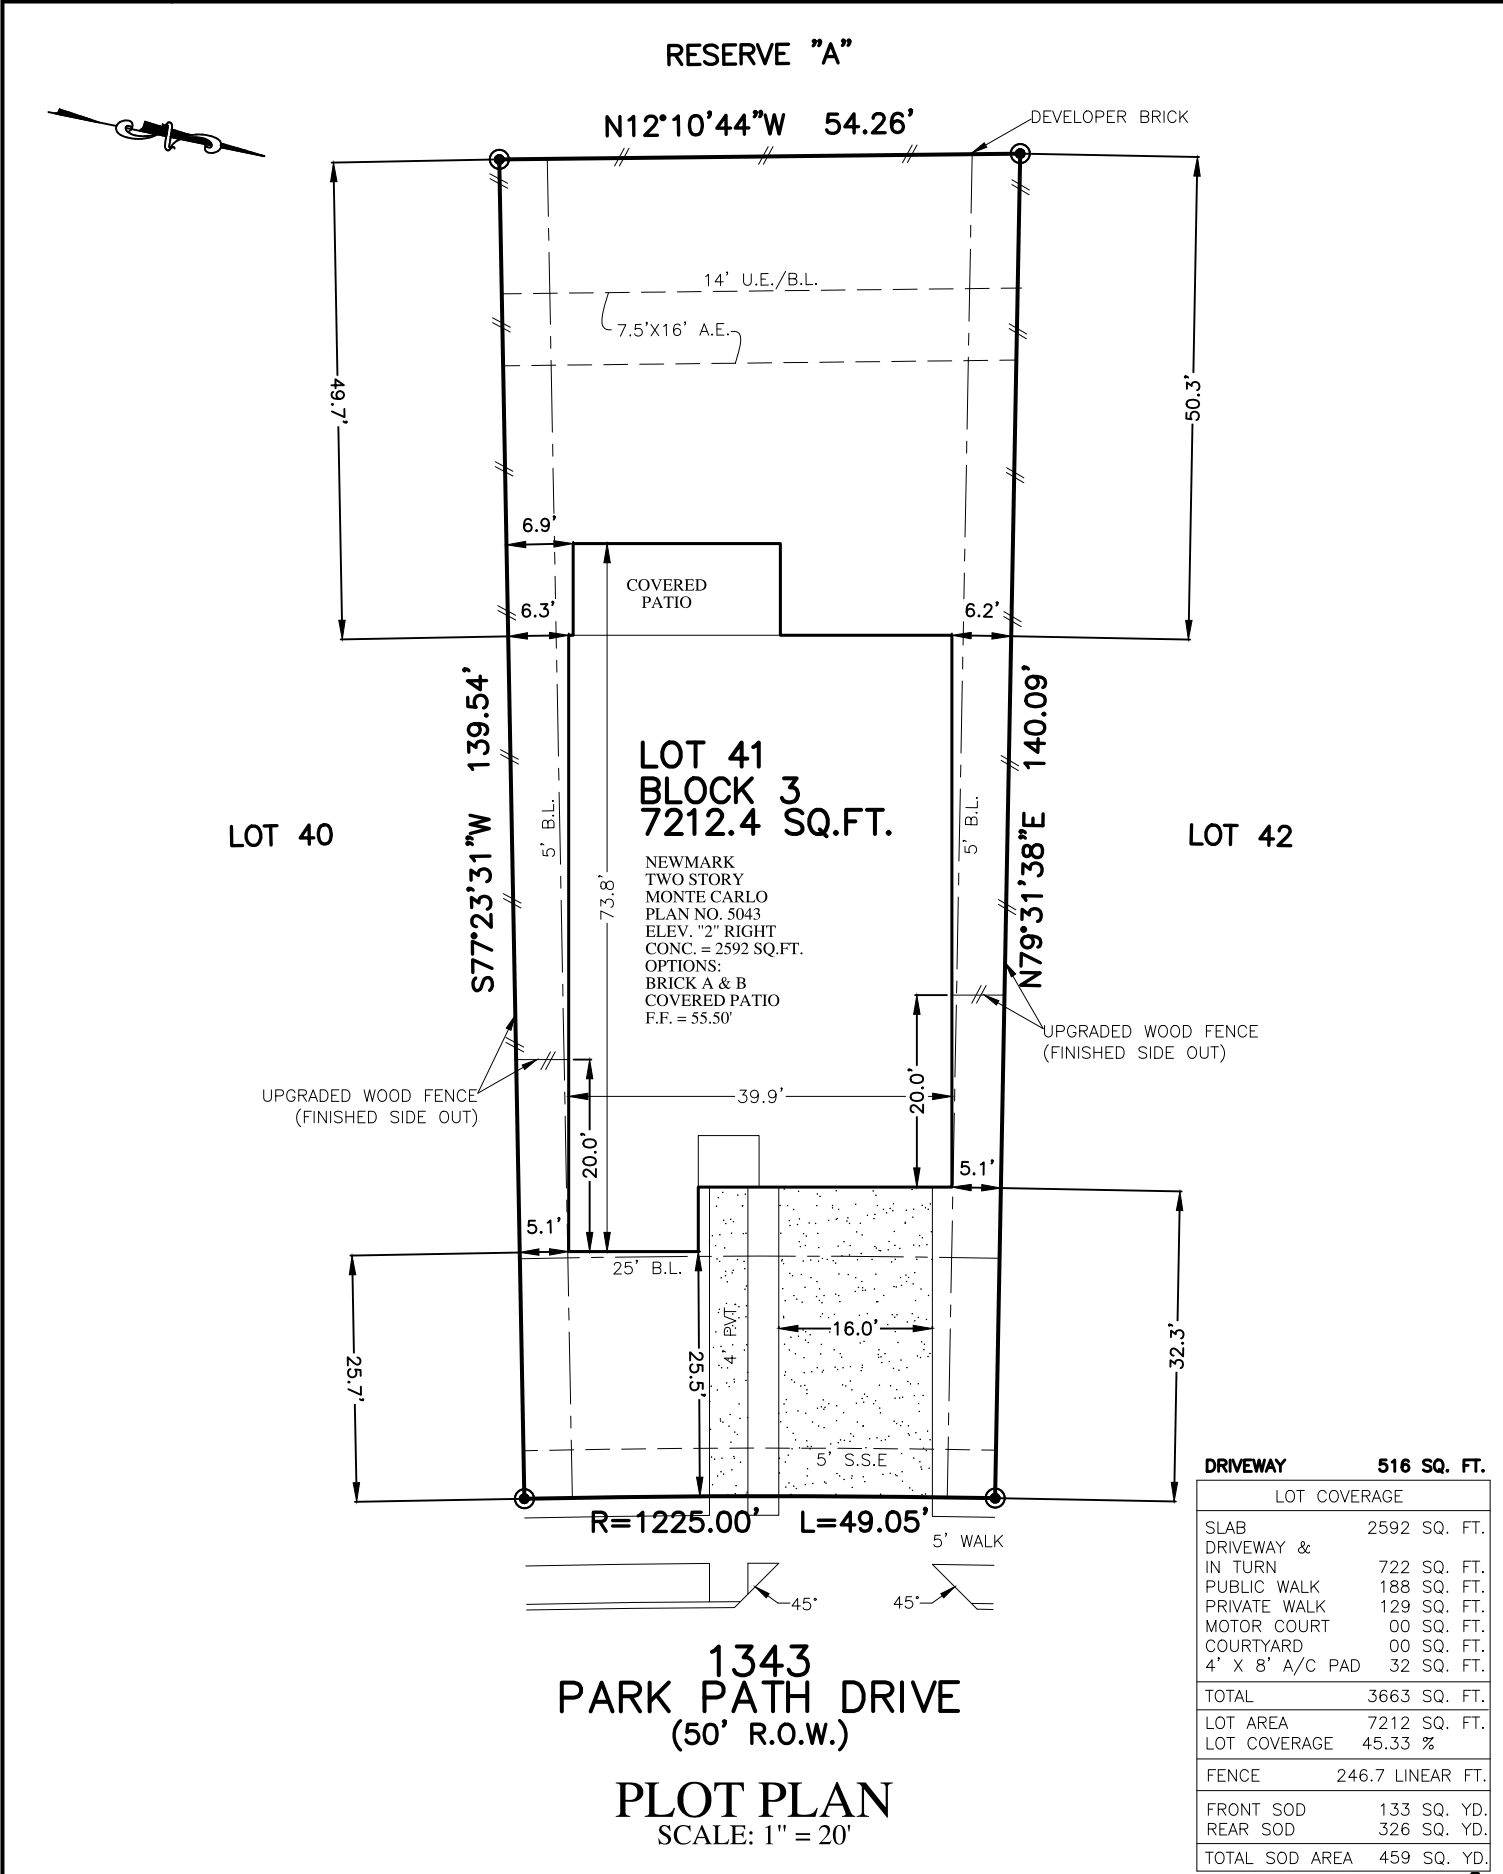 RESERVE "A"
N12°10'44"W 54.26'
DEVELOPER BRICK
14' U.E./B.L.
7.5'X16' A.E.
49.7'
50.3'
6.9'
COVERED
PATIO
6.3'
6.2'
S77°23'31"W 139.54'
N79°31'38"E 140.09'
LOT 41
BLOCK 3
7212.4 SQ.FT.
LOT 40
LOT 42
5' B.L.
5' B.L.
73.8'
NEWMARK
TWO STORY
MONTE CARLO
PLAN NO. 5043
ELEV. "2" RIGHT
CONC. = 2592 SQ.FT.
OPTIONS:
BRICK A & B
COVERED PATIO
F.F. = 55.50'
UPGRADED WOOD FENCE
(FINISHED SIDE OUT)
UPGRADED WOOD FENCE
(FINISHED SIDE OUT)
39.9'
20.0'
20.0'
5.1'
5.1'
25' B.L.
4' PVT.
16.0'
25.5'
25.7'
32.3'
5' S.S.E
R=1225.00' L=49.05'
5' WALK
45°
45°
1343
PARK PATH DRIVE
(50' R.O.W.)
PLOT PLAN
SCALE: 1" = 20'
DRIVEWAY 516 SQ. FT.
LOT COVERAGE
SLAB 2592 SQ. FT.
DRIVEWAY &
IN TURN 722 SQ. FT.
PUBLIC WALK 188 SQ. FT.
PRIVATE WALK 129 SQ. FT.
MOTOR COURT 00 SQ. FT.
COURTYARD 00 SQ. FT.
4' X 8' A/C PAD 32 SQ. FT.
TOTAL 3663 SQ. FT.
LOT AREA 7212 SQ. FT.
LOT COVERAGE 45.33 %
FENCE 246.7 LINEAR FT.
FRONT SOD 133 SQ. YD.
REAR SOD 326 SQ. YD.
TOTAL SOD AREA 459 SQ. YD.